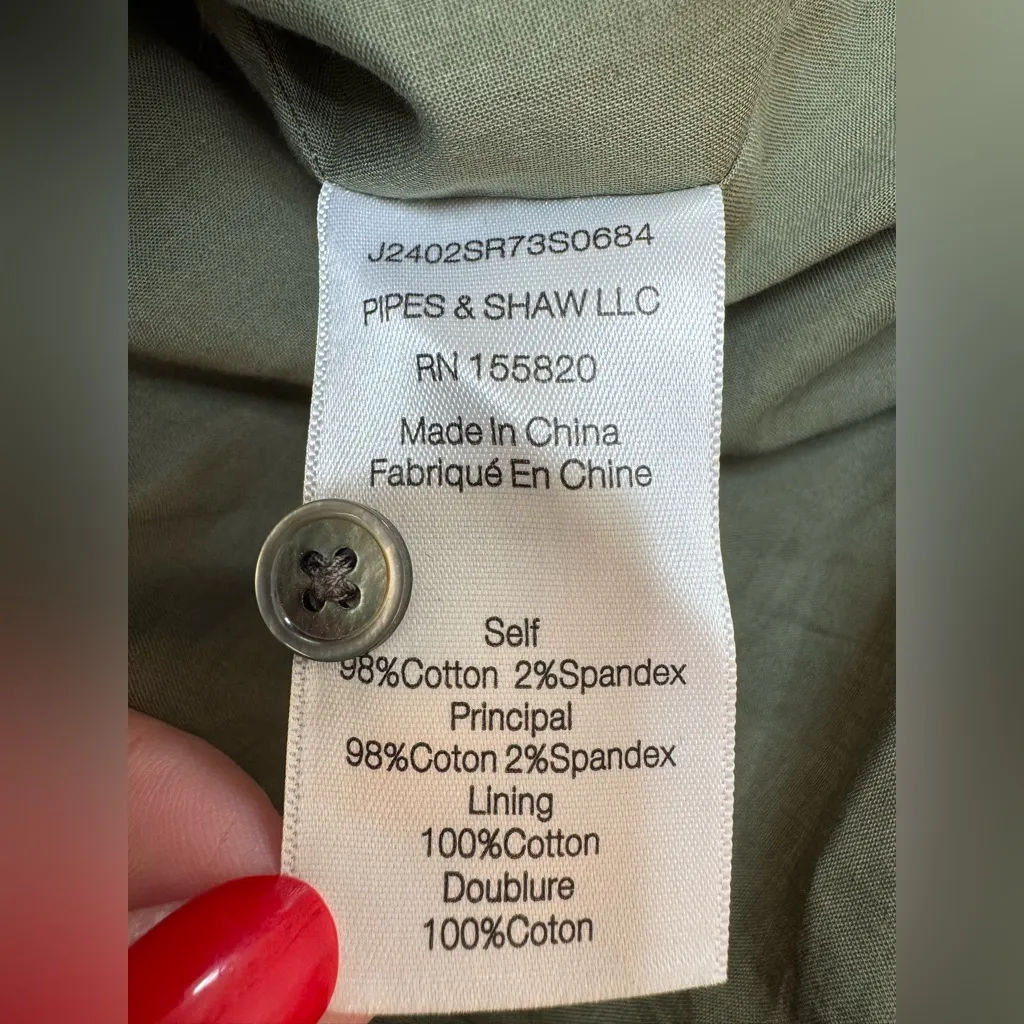 J2402SR73S0684
PIPES & SHAW LLC
RN 155820
Made In China
Fabriqué En Chine
Self
98%Cotton 2%Spandex
Principal
98%Coton 2%Spandex
Lining
100%Cotton
Doublure
100%Coton